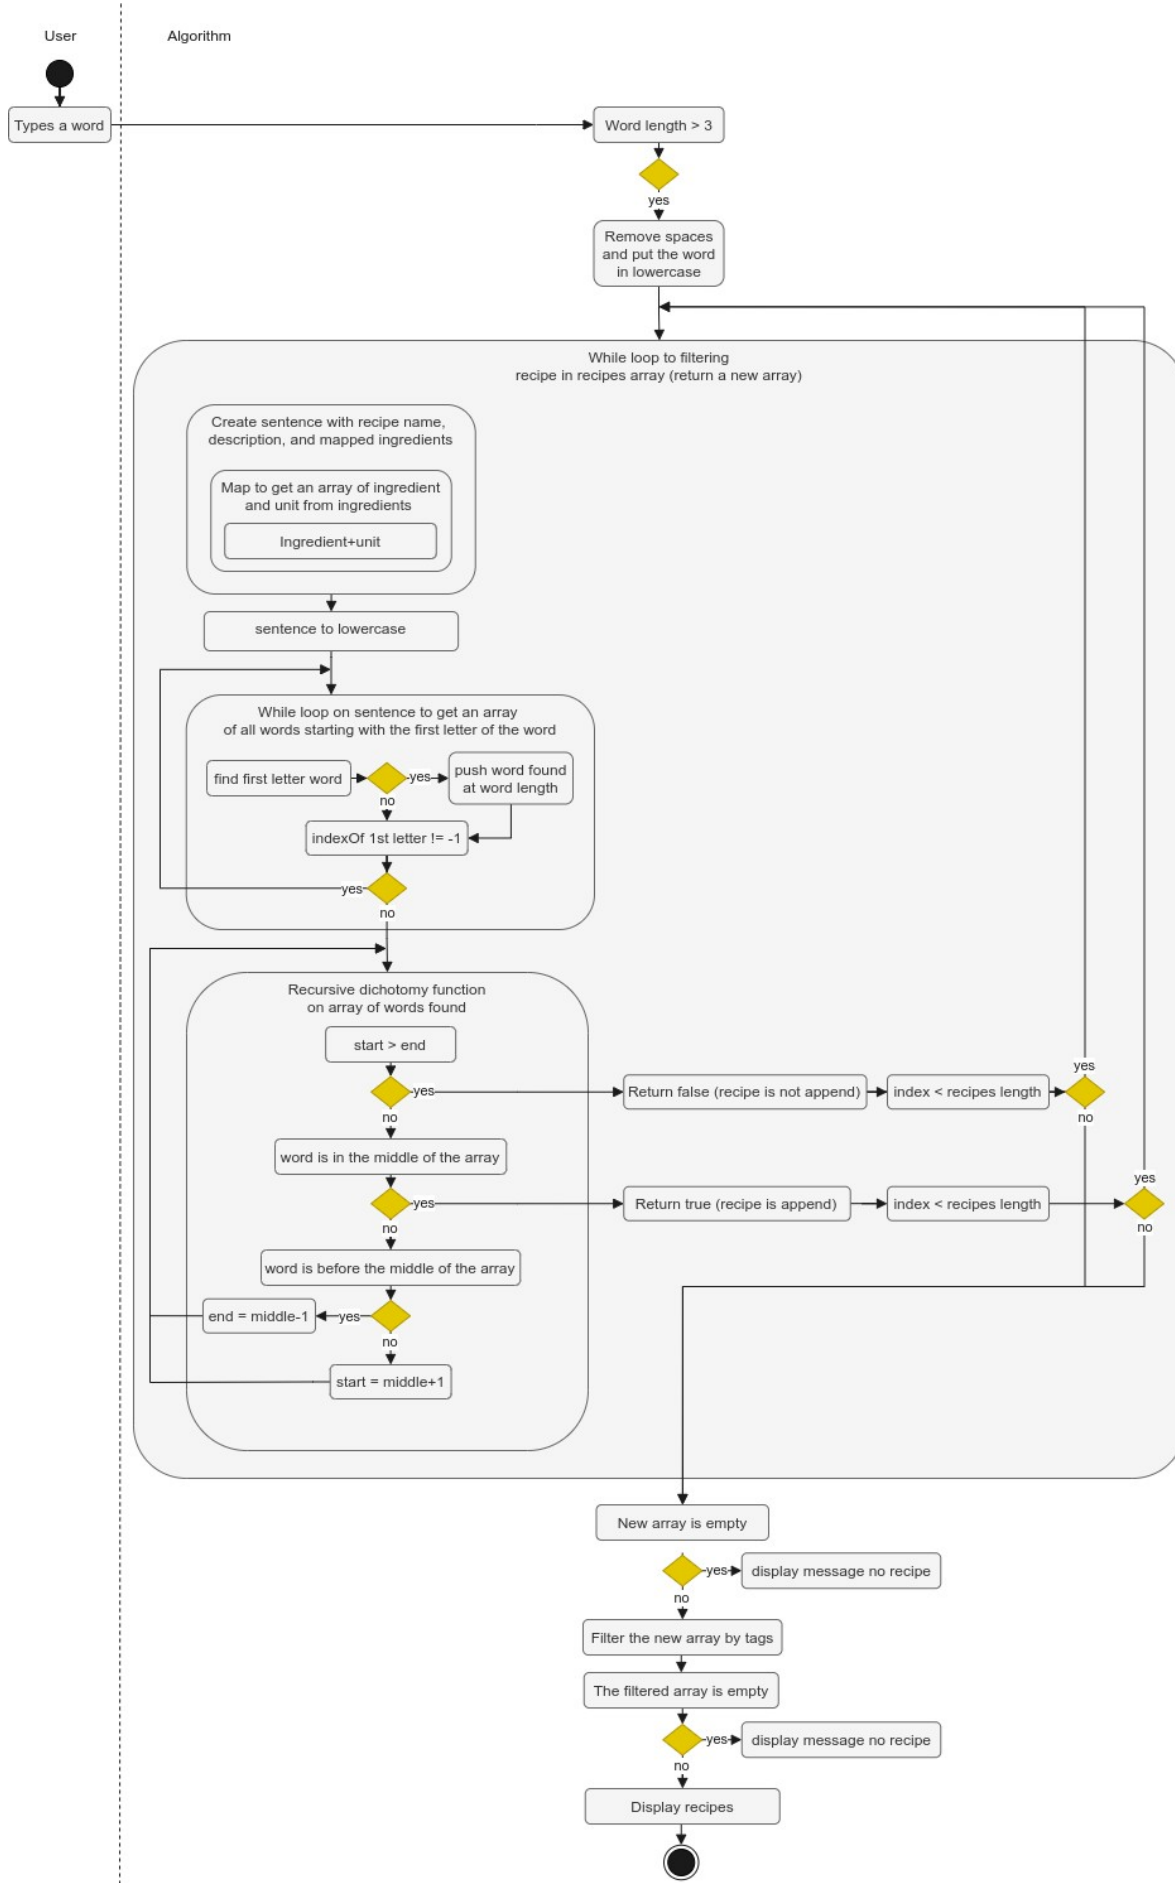 User
Algorithm
Types a word
Word length > 3
yes
Remove spaces
and put the word
in lowercase
While loop to filtering
recipe in recipes array (return a new array)
Create sentence with recipe name,
description, and mapped ingredients
Map to get an array of ingredient
and unit from ingredients
Ingredient+unit
sentence to lowercase
While loop on sentence to get an array
of all words starting with the first letter of the word
find first letter word
yes
push word found
at word length
no
indexOf 1st letter != -1
yes
no
Recursive dichotomy function
on array of words found
start > end
yes
Return false (recipe is not append)
index < recipes length
yes
no
no
word is in the middle of the array
yes
Return true (recipe is append)
index < recipes length
yes
no
no
word is before the middle of the array
yes
end = middle-1
no
start = middle+1
New array is empty
yes
display message no recipe
no
Filter the new array by tags
The filtered array is empty
yes
display message no recipe
no
Display recipes